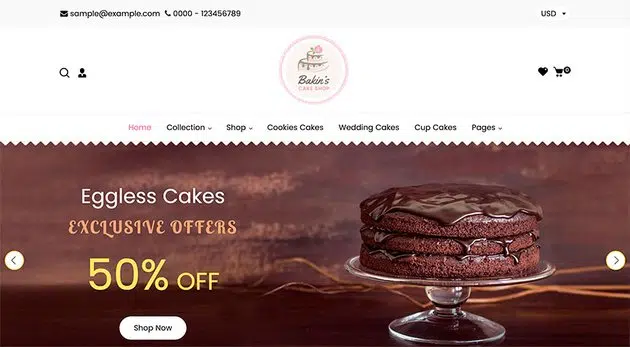 sample@example.com 0000 - 123456789 USD
Bakin's
CAKE SHOP
0
Home Collection Shop Cookies Cakes Wedding Cakes Cup Cakes Pages
Eggless Cakes
EXCLUSIVE OFFERS
50% OFF
Shop Now